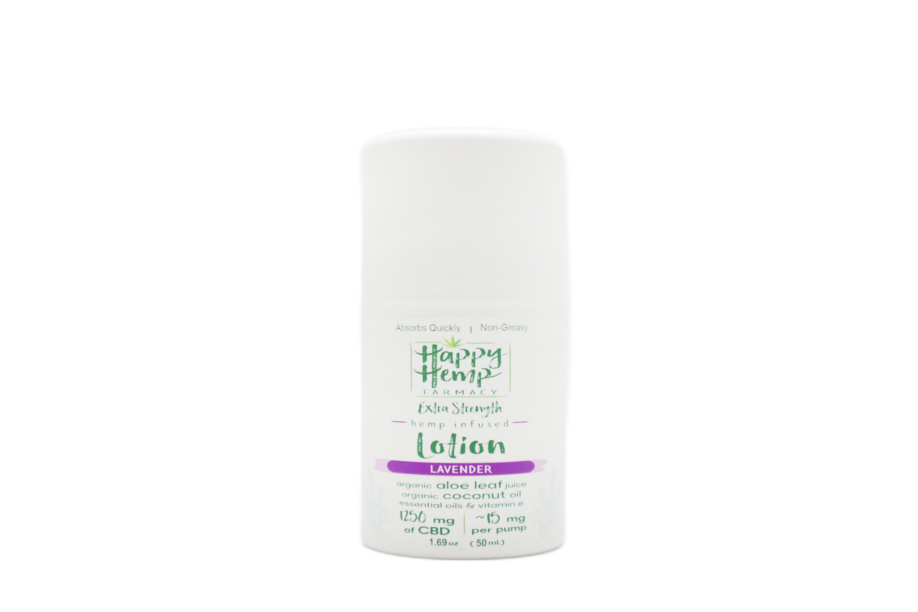 Absorbs Quickly | Non-Greasy
Happy
Hemp
FARMACY
Extra Strength
hemp infused
Lotion
LAVENDER
organic aloe leaf juice
organic coconut oil
essential oils & vitamin e
1250 mg of CBD | ~15 mg per pump
1.69 oz (50 mL)